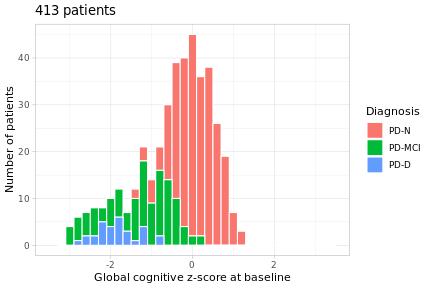 413 patients
Number of patients
40
30
20
10
0
-2
0
2
Global cognitive z-score at baseline
Diagnosis
PD-N
PD-MCI
PD-D